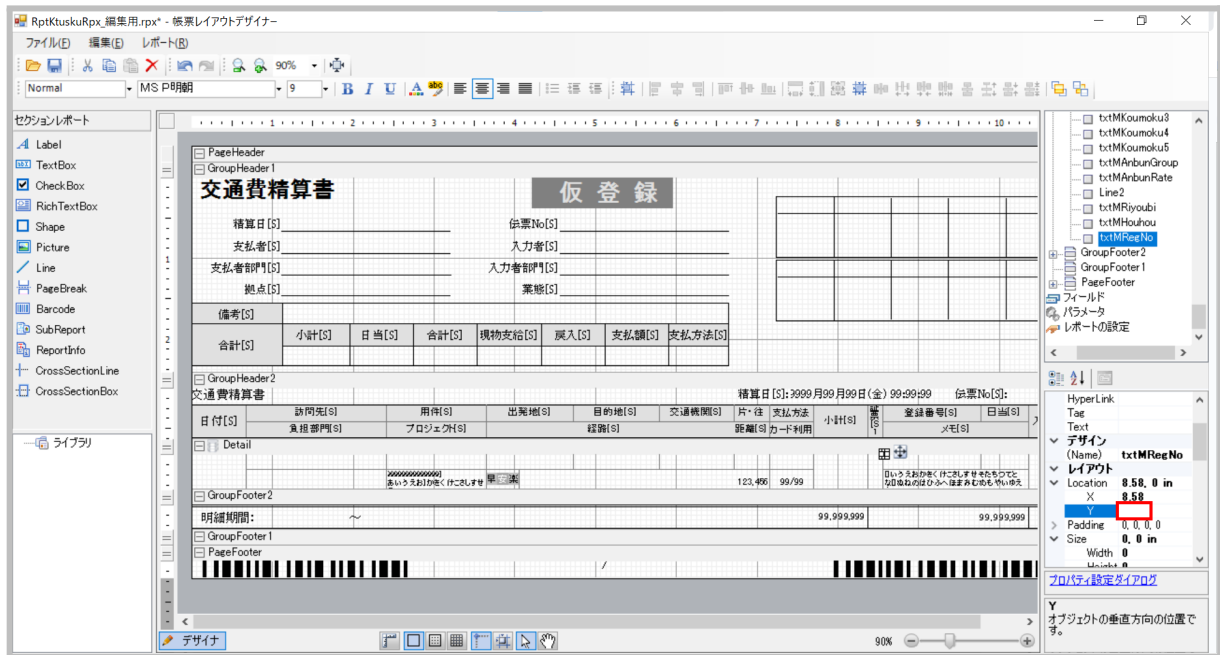 RptKtuskuRpx_編集用.rpx* - 帳票レイアウトデザイナー
ファイル(F) 編集(E) レポート(R)
90%
Normal MS P明朝 9 B I U
セクションレポート
Label
TextBox
CheckBox
RichTextBox
Shape
Picture
Line
PageBreak
Barcode
SubReport
ReportInfo
CrossSectionLine
CrossSectionBox
ライブラリ
1 2 3 4 5 6 7 8 9 10
PageHeader
GroupHeader1
交通費精算書 仮登録
精算日[S] 伝票No[S]
支払者[S] 入力者[S]
支払者部門[S] 入力者部門[S]
拠点[S] 業態[S]
備考[S]
合計[S] 小計[S] 日当[S] 合計[S] 現物支給[S] 戻入[S] 支払額[S] 支払方法[S]
GroupHeader2
交通費精算書 精算日[S]:9999月99月99日(金) 99:99:99 伝票No[S]:
日付[S] 訪問先[S] 用件[S] 出発地[S] 目的地[S] 交通機関[S] 片・往 支払方法 小計[S] 登録番号[S] 日当[S]
負担部門[S] プロジェクト[S] 経路[S] 距離[S] カード利用 メモ[S]
Detail
123,456 99/99
GroupFooter2
明細期間: ～ 99,999,999 99,999,999
GroupFooter1
PageFooter
/
デザイナ
90%
txtMKoumoku3
txtMKoumoku4
txtMKoumoku5
txtMAnbunGroup
txtMAnbunRate
Line2
txtMRiyoubi
txtMHouhou
txtMRegNo
GroupFooter2
GroupFooter1
PageFooter
フィールド
パラメータ
レポートの設定
HyperLink
Tag
Text
デザイン
(Name) txtMRegNo
レイアウト
Location 8.58, 0 in
X 8.58
Y
Padding 0, 0, 0, 0
Size 0, 0 in
Width 0
Height 0
プロパティ設定ダイアログ
Y
オブジェクトの垂直方向の位置で
す。